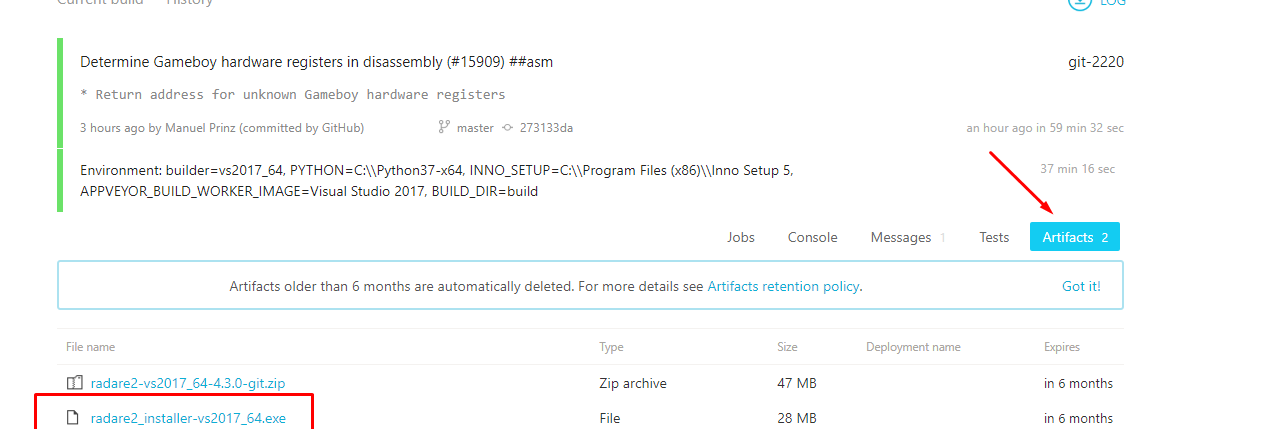 Current build History
LOG
Determine Gameboy hardware registers in disassembly (#15909) ##asm
git-2220
* Return address for unknown Gameboy hardware registers
3 hours ago by Manuel Prinz (committed by GitHub)
master
273133da
an hour ago in 59 min 32 sec
Environment: builder=vs2017_64, PYTHON=C:\\Python37-x64, INNO_SETUP=C:\\Program Files (x86)\\Inno Setup 5,
37 min 16 sec
APPVEYOR_BUILD_WORKER_IMAGE=Visual Studio 2017, BUILD_DIR=build
Jobs Console Messages 1 Tests Artifacts 2
Artifacts older than 6 months are automatically deleted. For more details see Artifacts retention policy. Got it!
File name Type Size Deployment name Expires
radare2-vs2017_64-4.3.0-git.zip Zip archive 47 MB in 6 months
radare2_installer-vs2017_64.exe File 28 MB in 6 months